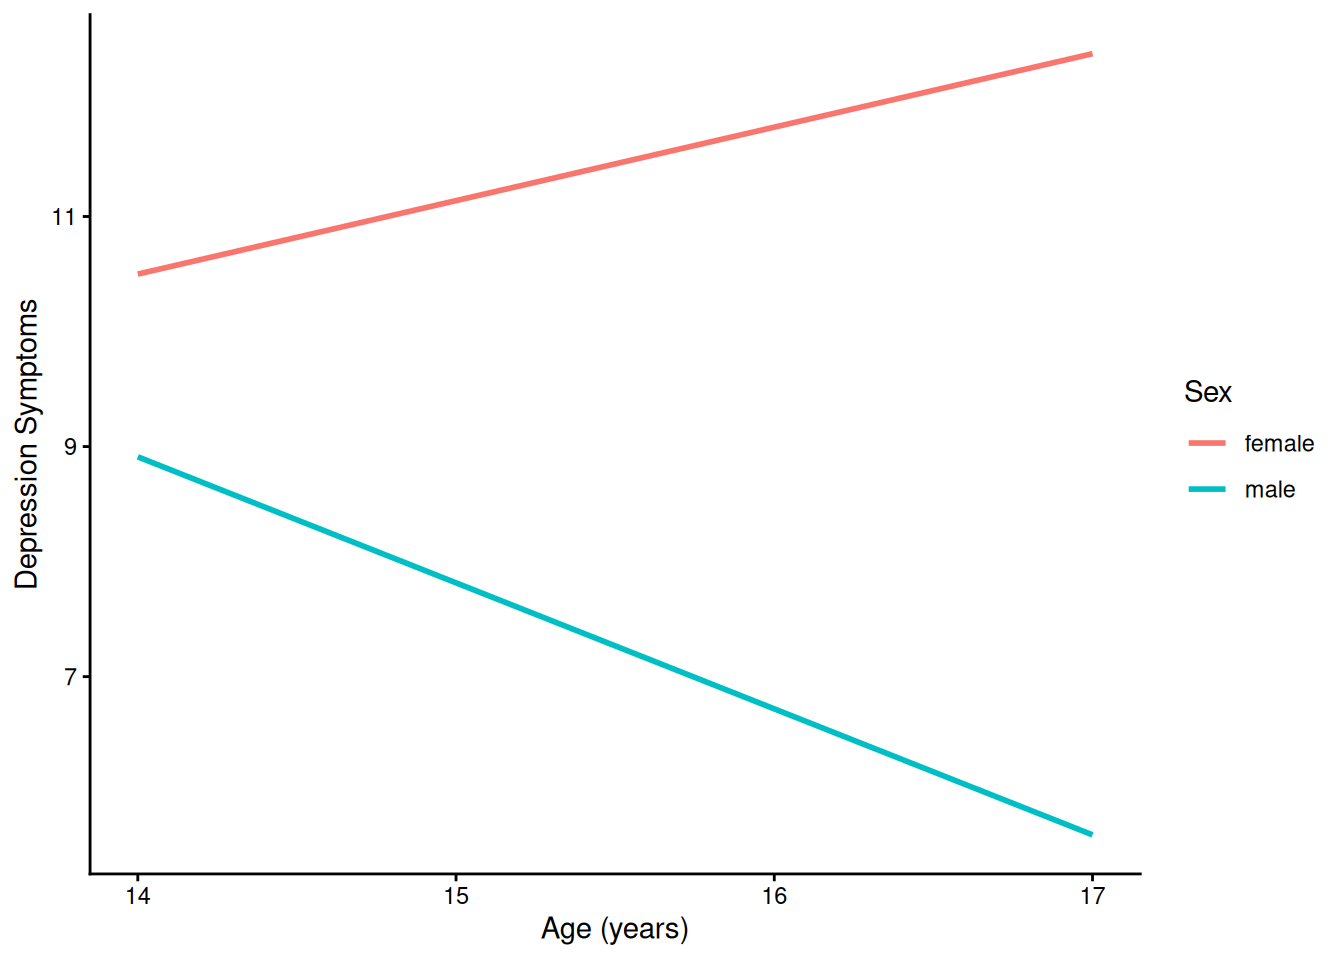 Depression Symptoms
11
9
7
14 15 16 17
Age (years)
Sex
female
male